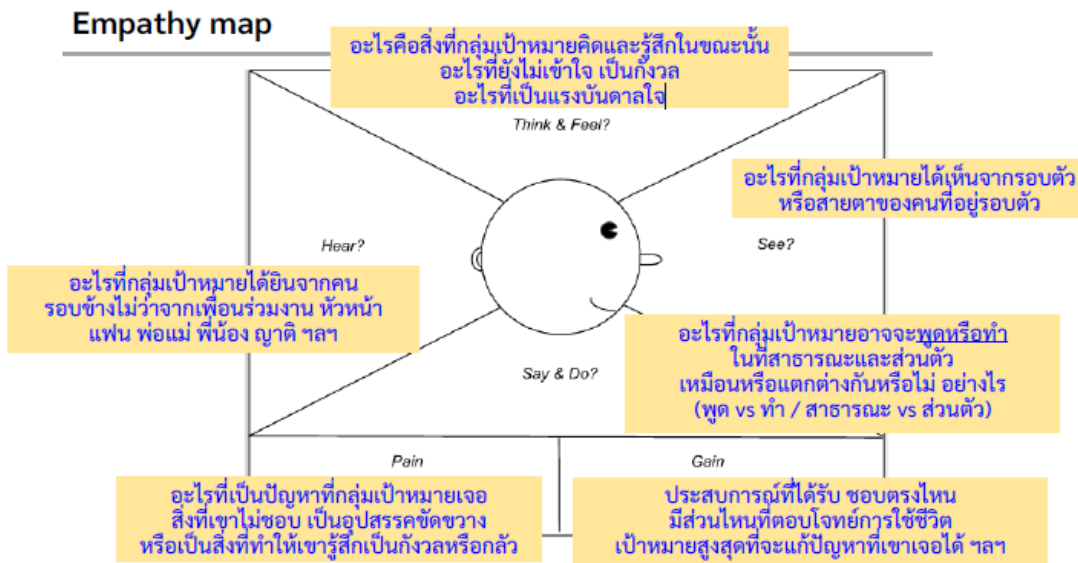 Empathy map
อะไรคือสิ่งที่กลุ่มเป้าหมายคิดและรู้สึกในขณะนั้น
อะไรที่ยังไม่เข้าใจ เป็นกังวล
อะไรที่เป็นแรงบันดาลใจ
Think & Feel?
อะไรที่กลุ่มเป้าหมายได้เห็นจากรอบตัว
หรือสายตาของคนที่อยู่รอบตัว
Hear?
See?
อะไรที่กลุ่มเป้าหมายได้ยินจากคน
รอบข้างไม่ว่าจากเพื่อนร่วมงาน หัวหน้า
แฟน พ่อแม่ พี่น้อง ญาติ ฯลฯ
อะไรที่กลุ่มเป้าหมายอาจจะพูดหรือทำ
ในที่สาธารณะและส่วนตัว
เหมือนหรือแตกต่างกันหรือไม่ อย่างไร
(พูด vs ทำ / สาธารณะ vs ส่วนตัว)
Say & Do?
Pain
Gain
อะไรที่เป็นปัญหาที่กลุ่มเป้าหมายเจอ
สิ่งที่เขาไม่ชอบ เป็นอุปสรรคขัดขวาง
หรือเป็นสิ่งที่ทำให้เขารู้สึกเป็นกังวลหรือกลัว
ประสบการณ์ที่ได้รับ ชอบตรงไหน
มีส่วนไหนที่ตอบโจทย์การใช้ชีวิต
เป้าหมายสูงสุดที่จะแก้ปัญหาที่เขาเจอได้ ฯลฯ